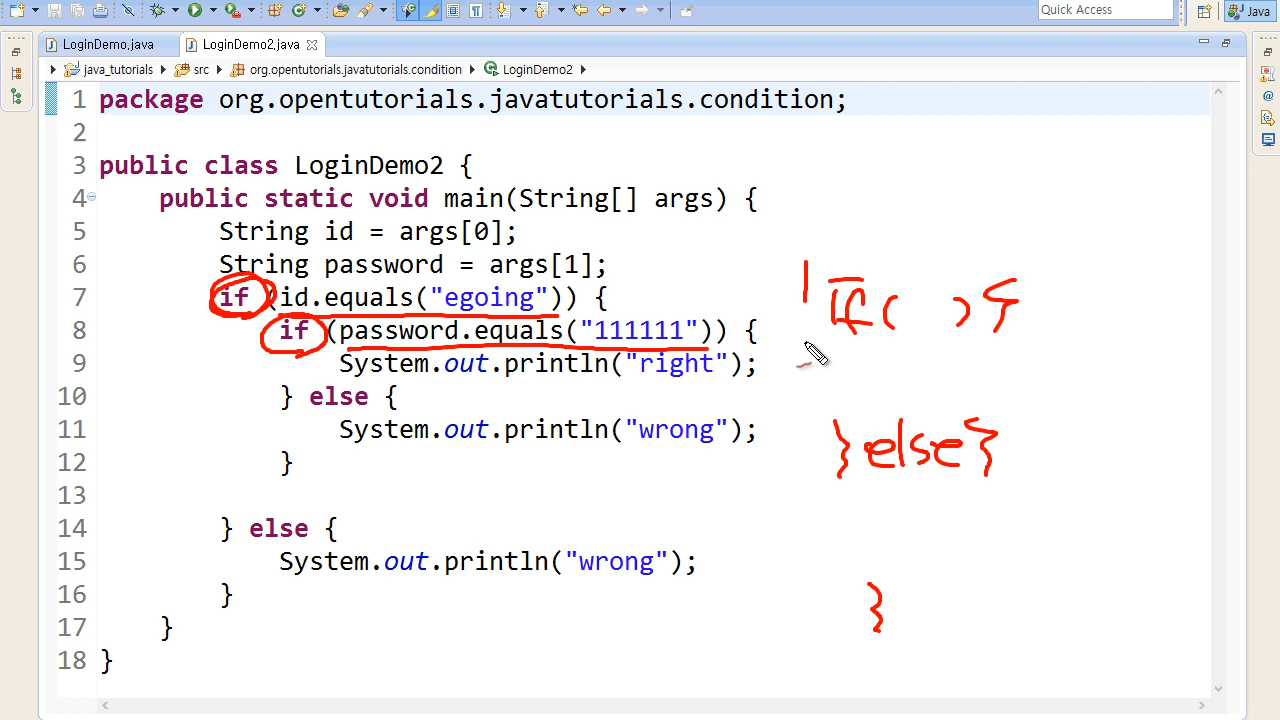 Quick Access
Java
LoginDemo.java
LoginDemo2.java
java_tutorials
src
org.opentutorials.javatutorials.condition
LoginDemo2
1 package org.opentutorials.javatutorials.condition;
2
3 public class LoginDemo2 {
4 public static void main(String[] args) {
5 String id = args[0];
6 String password = args[1];
7 if (id.equals("egoing")) {
8 if (password.equals("111111")) {
9 System.out.println("right");
10 } else {
11 System.out.println("wrong");
12 }
13
14 } else {
15 System.out.println("wrong");
16 }
17 }
18 }
if( ){
}else{
}